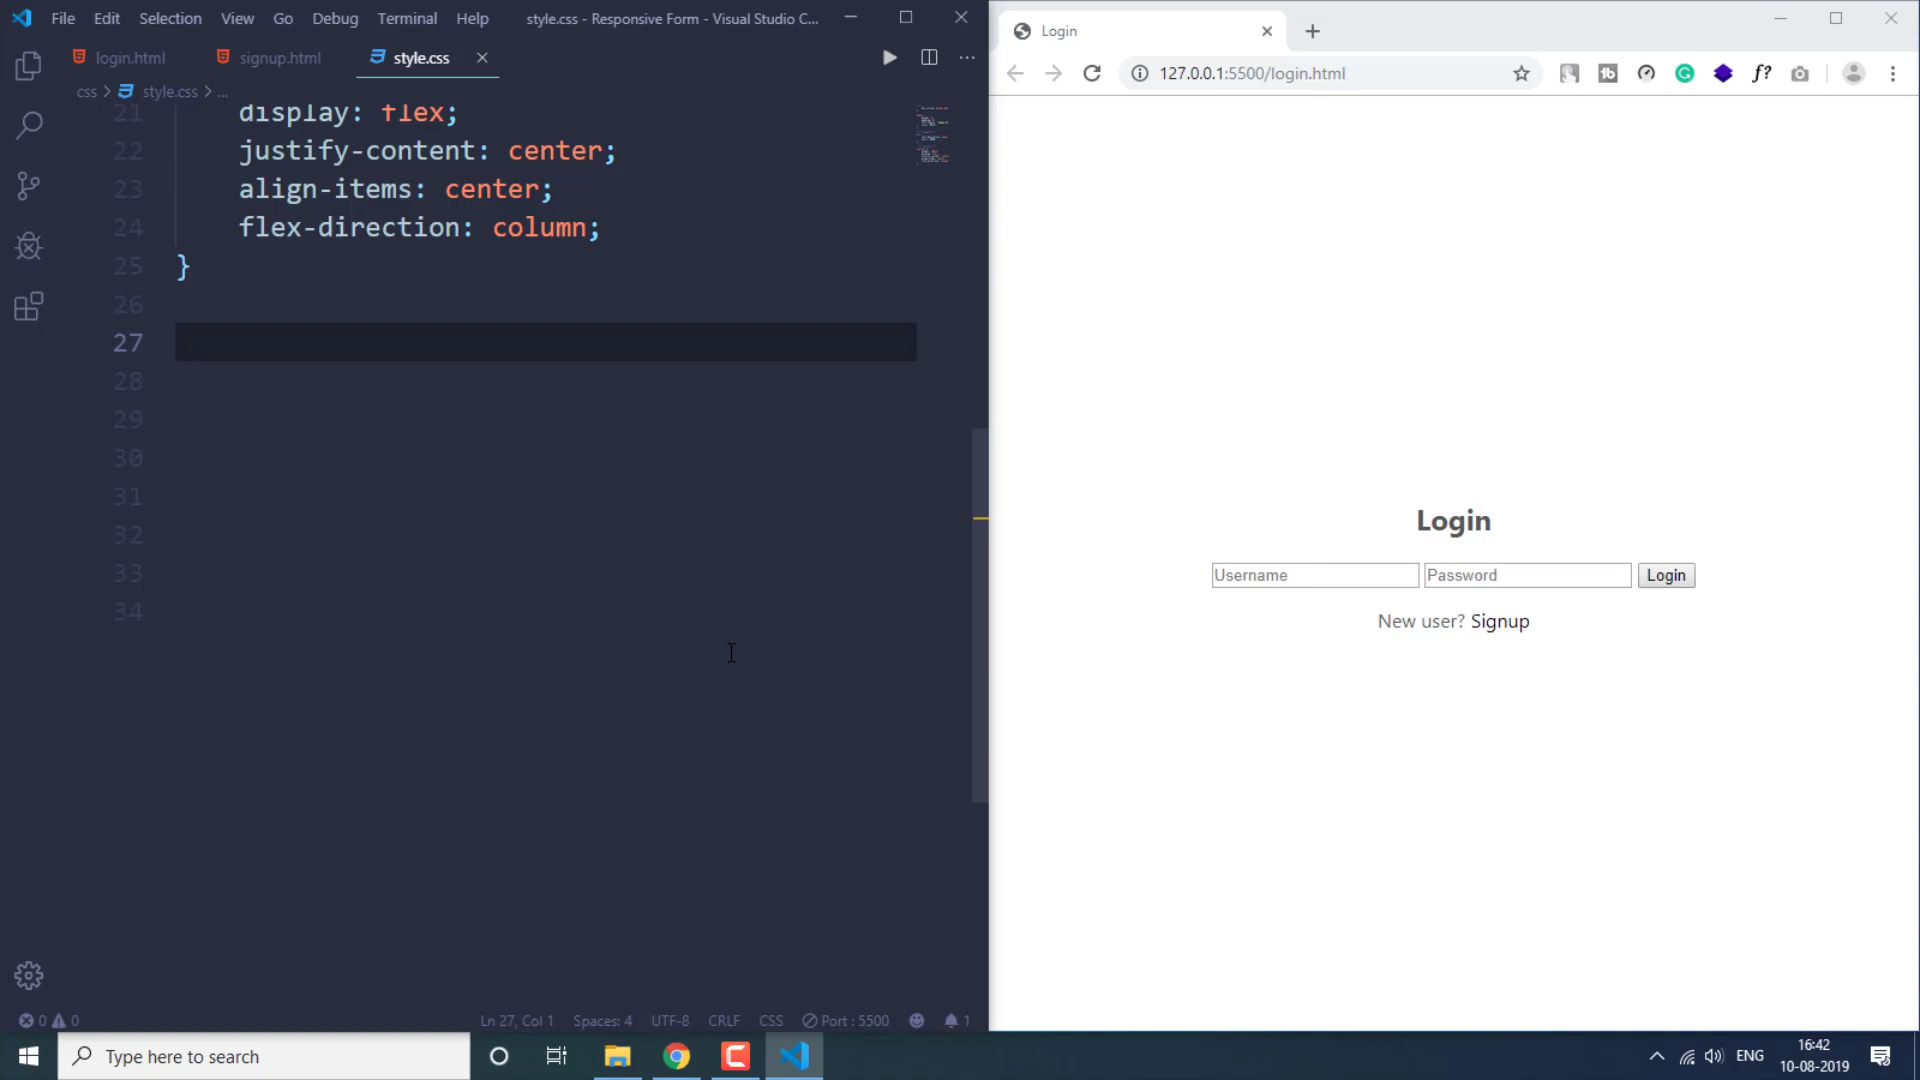 File Edit Selection View Go Debug Terminal Help style.css - Responsive Form - Visual Studio C...
login.html signup.html style.css
css > style.css > ...
21 display: flex;
22 justify-content: center;
23 align-items: center;
24 flex-direction: column;
25 }
26
27
28
29
30
31
32
33
34
0 0 Ln 27, Col 1 Spaces: 4 UTF-8 CRLF CSS Port : 5500 1
Login
127.0.0.1:5500/login.html
Login
Username Password Login
New user? Signup
Type here to search
ENG
16:42
10-08-2019